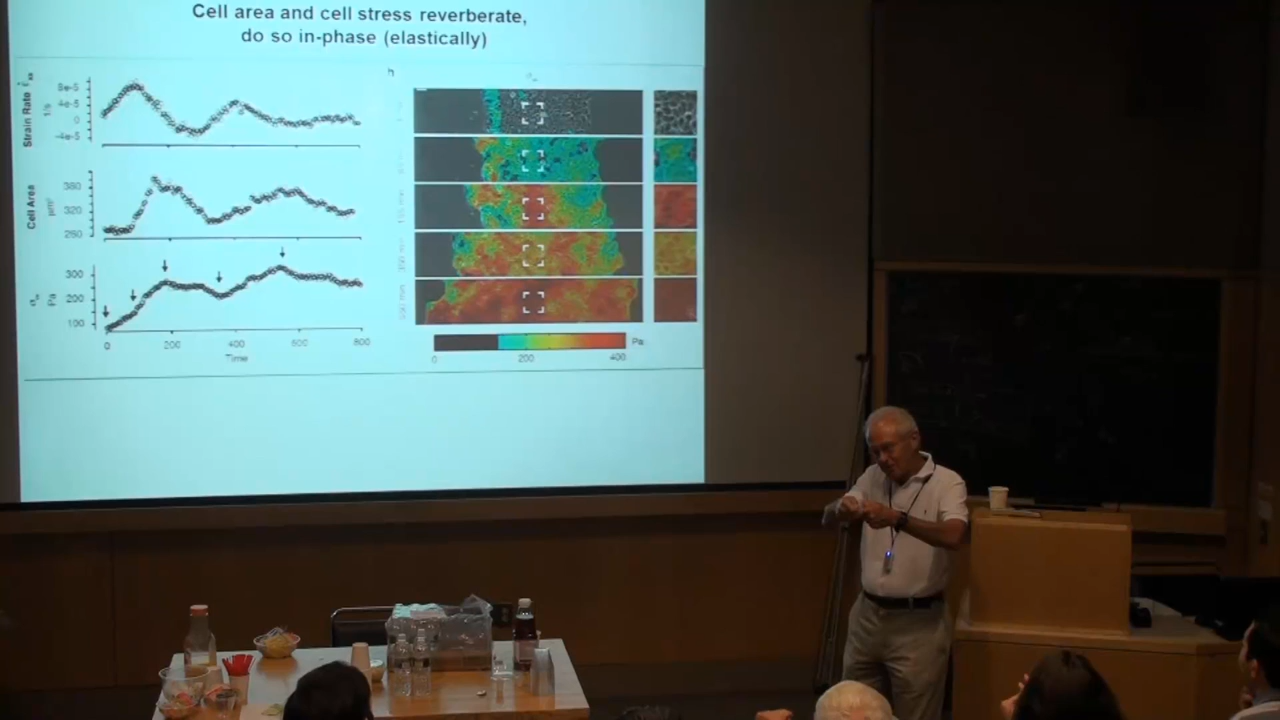 Cell area and cell stress reverberate,
do so in-phase (elastically)
h
Strain Rate
1/s
8e-5
4e-5
0
-4e-5
Cell Area
μm²
380
320
250
Pa
300
200
100
0 200 400 600 800
Time
Pa
0 200 400